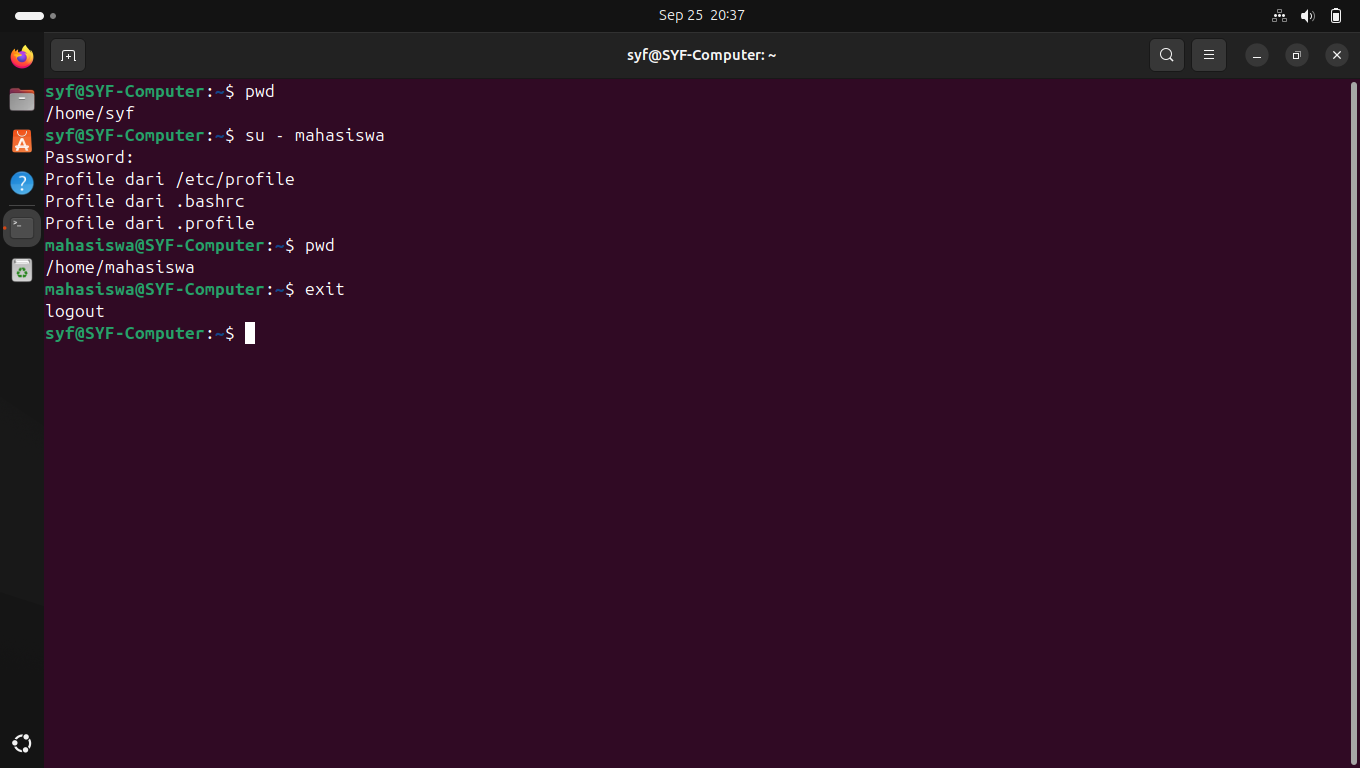 Sep 25 20:37
syf@SYF-Computer: ~
syf@SYF-Computer:~$ pwd
/home/syf
syf@SYF-Computer:~$ su - mahasiswa
Password:
Profile dari /etc/profile
Profile dari .bashrc
Profile dari .profile
mahasiswa@SYF-Computer:~$ pwd
/home/mahasiswa
mahasiswa@SYF-Computer:~$ exit
logout
syf@SYF-Computer:~$